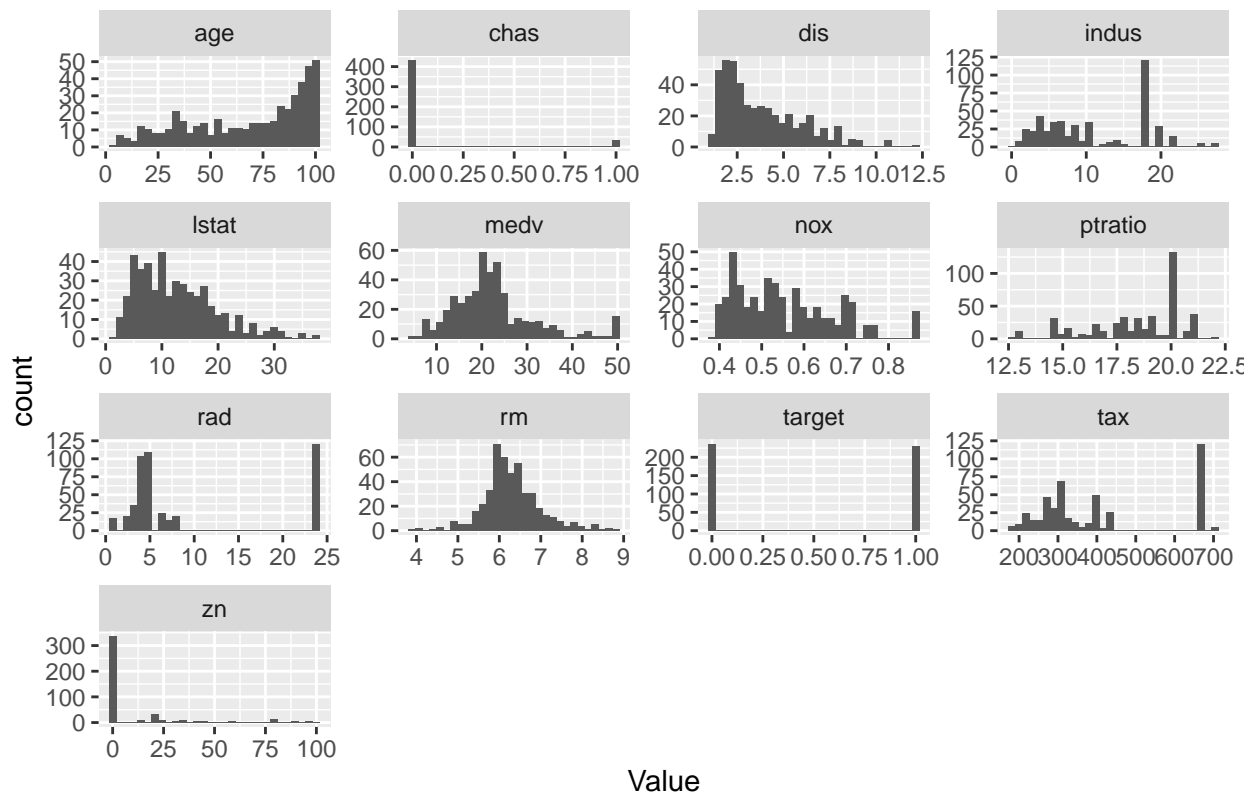 age chas dis indus
50 40 30 20 10 0
400 300 200 100 0
40 20 0
125 100 75 50 25 0
0 25 50 75 100
0.00 0.25 0.50 0.75 1.00
2.5 5.0 7.5 10.0 12.5
0 10 20
lstat medv nox ptratio
40 30 20 10 0
60 40 20 0
50 40 30 20 10 0
100 50 0
0 10 20 30
10 20 30 40 50
0.4 0.5 0.6 0.7 0.8
12.5 15.0 17.5 20.0 22.5
count
rad rm target tax
125 100 75 50 25 0
60 40 20 0
200 150 100 50 0
125 100 75 50 25 0
0 5 10 15 20 25
4 5 6 7 8 9
0.00 0.25 0.50 0.75 1.00
200 300 400 500 600 700
zn
300 200 100 0
0 25 50 75 100
Value